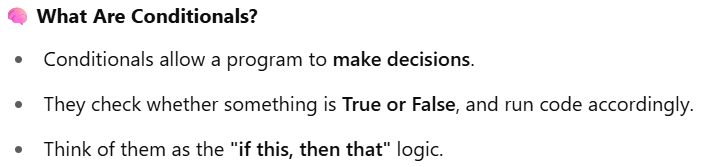 🧠 What Are Conditionals?
• Conditionals allow a program to make decisions.
• They check whether something is True or False, and run code accordingly.
• Think of them as the "if this, then that" logic.